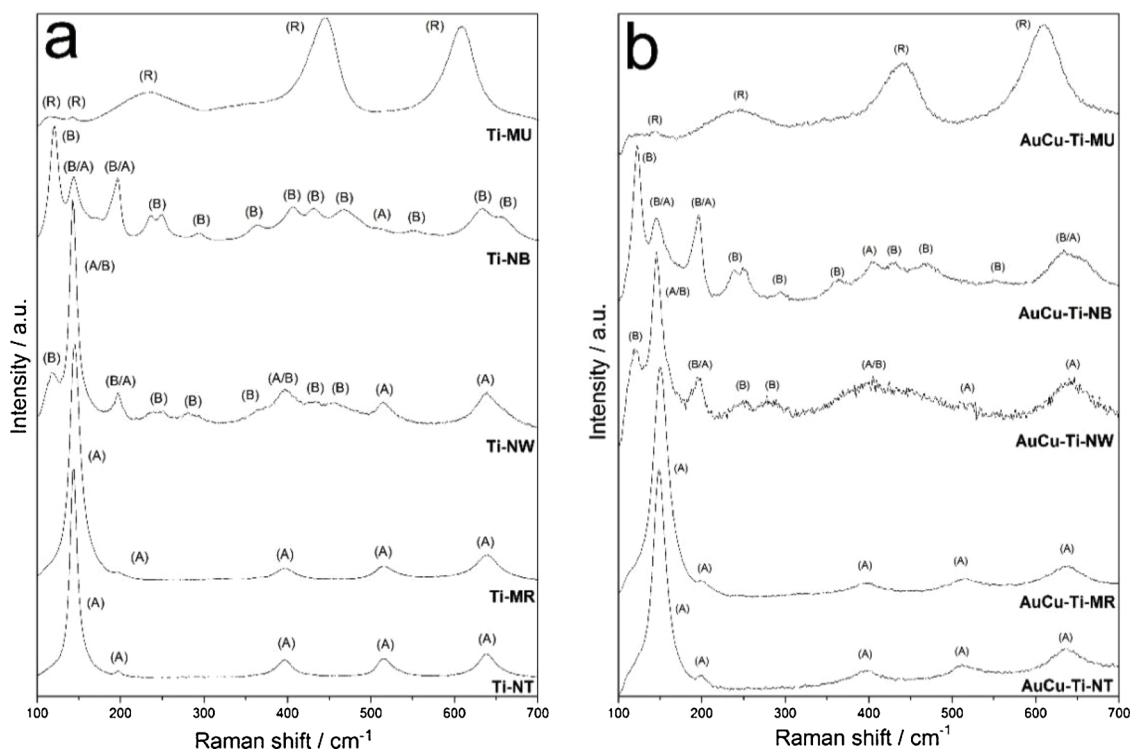 a
(R)
(R)
(R)
(R) (R)
Ti-MU
(B)
(B/A)
(B/A)
(B)
(B)
(B)
(B)
(B)
(B)
(A)
(B)
(B)
Ti-NB
(A/B)
(B)
(B/A)
(B)
(B)
(B)
(A/B)
(B)
(B)
(A)
(A)
Ti-NW
(A)
(A)
(A)
(A)
(A)
Ti-MR
(A)
(A)
(A)
(A)
(A)
Ti-NT
100 200 300 400 500 600 700
Raman shift / cm⁻¹
Intensity / a.u.
b
(R)
(R)
(R)
(R)
AuCu-Ti-MU
(B)
(B/A)
(B/A)
(B)
(B)
(B)
(A)
(B)
(B)
(B)
(B/A)
AuCu-Ti-NB
(A/B)
(B)
(B/A)
(B)
(B)
(A/B)
(A)
(A)
AuCu-Ti-NW
(A)
(A)
(A)
(A)
(A)
AuCu-Ti-MR
(A)
(A)
(A)
(A)
(A)
AuCu-Ti-NT
100 200 300 400 500 600 700
Raman shift / cm⁻¹
Intensity / a.u.